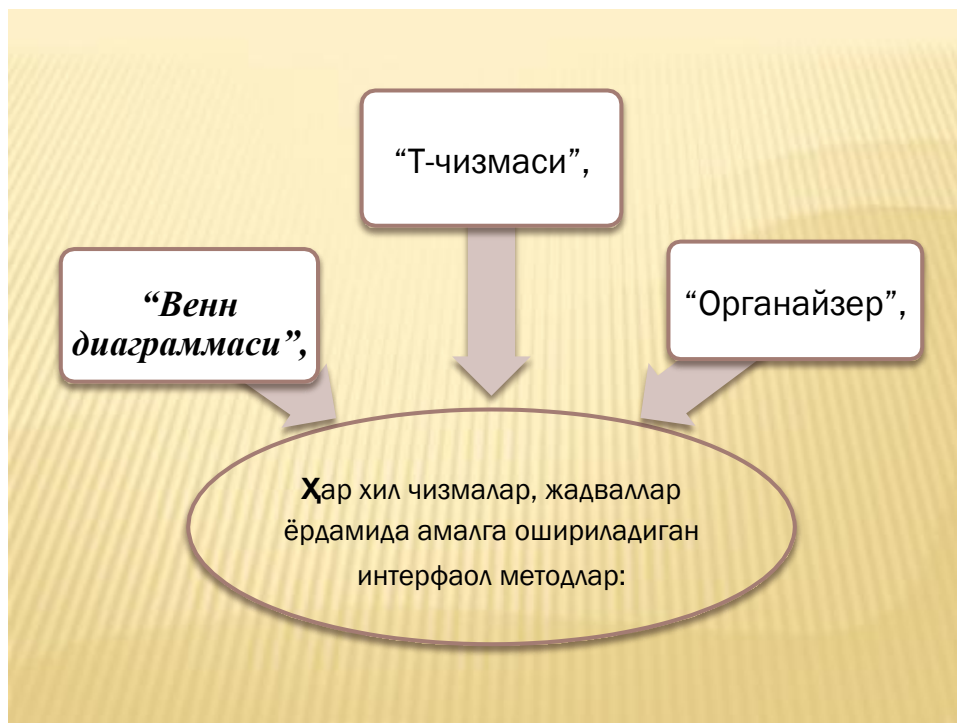 “Т-чизмаси”,
“Венн
диаграммаси”,
“Органайзер”,
Ҳар хил чизмалар, жадваллар
ёрдамида амалга ошириладиган
интерфаол методлар: